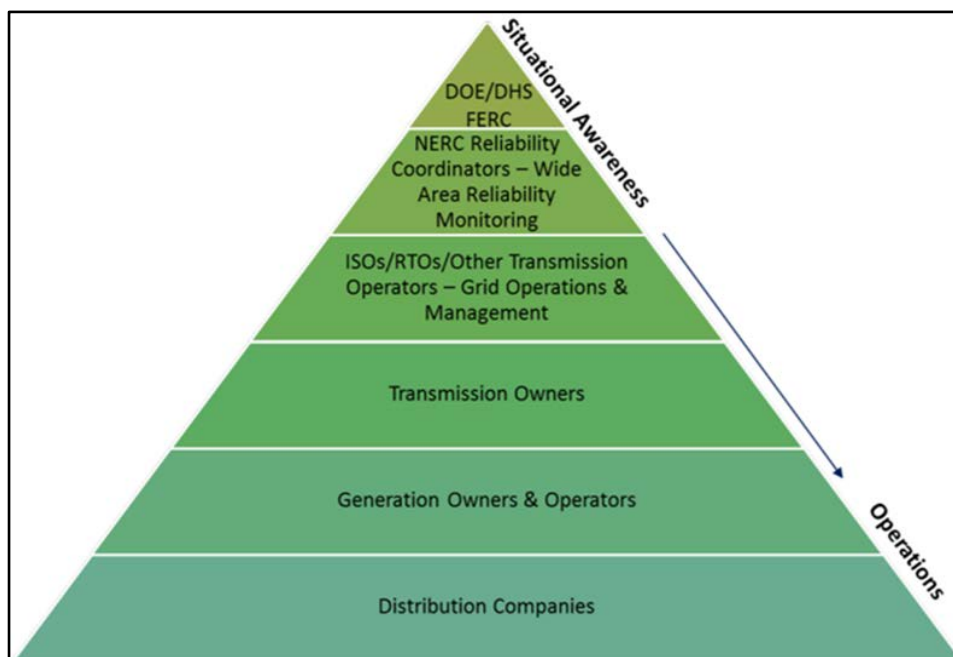 Situational Awareness
DOE/DHS
FERC
NERC Reliability
Coordinators – Wide
Area Reliability
Monitoring
ISOs/RTOs/Other Transmission
Operators – Grid Operations &
Management
Transmission Owners
Generation Owners & Operators
Operations
Distribution Companies